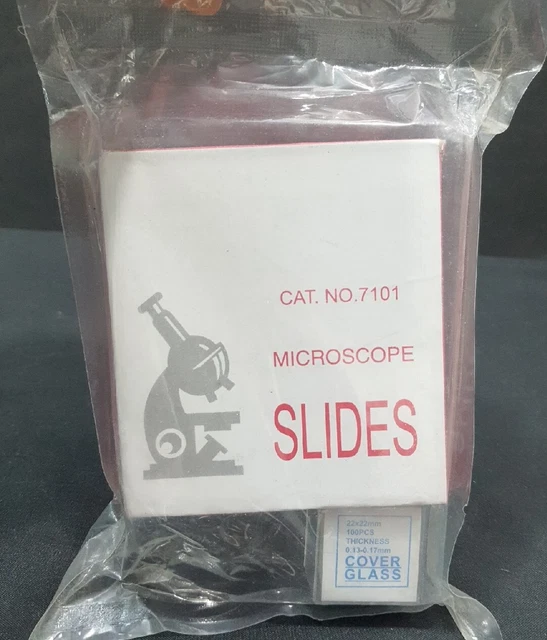 CAT. NO.7101
MICROSCOPE
SLIDES
22x22mm
100PCS
THICKNESS
0.13-0.17mm
COVER
GLASS